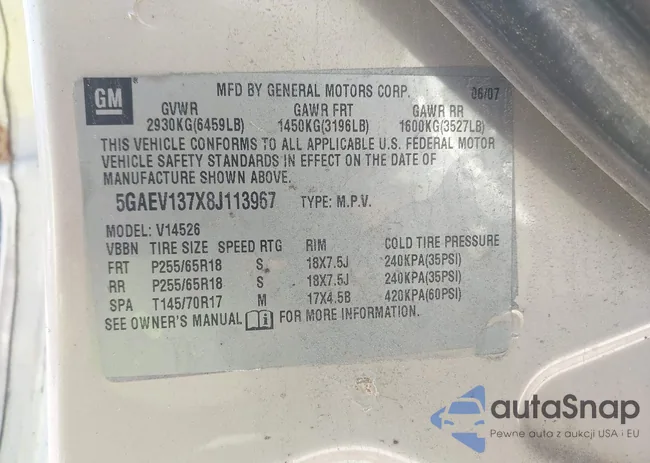 GM
MFD BY GENERAL MOTORS CORP. 06/07
GVWR GAWR FRT GAWR RR
2930KG(6459LB) 1450KG(3196LB) 1600KG(3527LB)
THIS VEHICLE CONFORMS TO ALL APPLICABLE U.S. FEDERAL MOTOR
VEHICLE SAFETY STANDARDS IN EFFECT ON THE DATE OF
MANUFACTURE SHOWN ABOVE.
5GAEV137X8J113967 TYPE: M.P.V.
MODEL: V14526
VBBN TIRE SIZE SPEED RTG RIM COLD TIRE PRESSURE
FRT P255/65R18 S 18X7.5J 240KPA(35PSI)
RR P255/65R18 S 18X7.5J 240KPA(35PSI)
SPA T145/70R17 M 17X4.5B 420KPA(60PSI)
SEE OWNER'S MANUAL FOR MORE INFORMATION.
autaSnap
Pewne auta z aukcji USA · EU